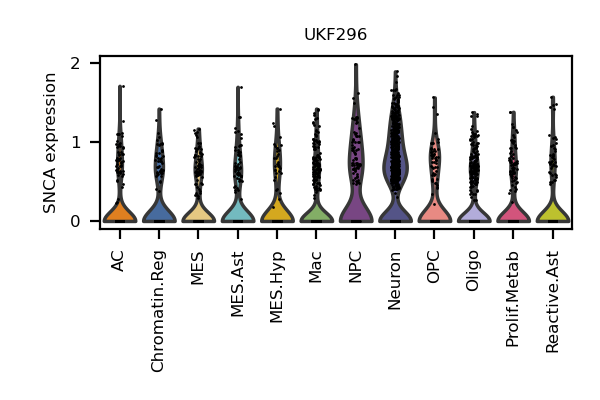 UKF296
SNCA expression
2
1
0
AC
Chromatin.Reg
MES
MES.Ast
MES.Hyp
Mac
NPC
Neuron
OPC
Oligo
Prolif.Metab
Reactive.Ast